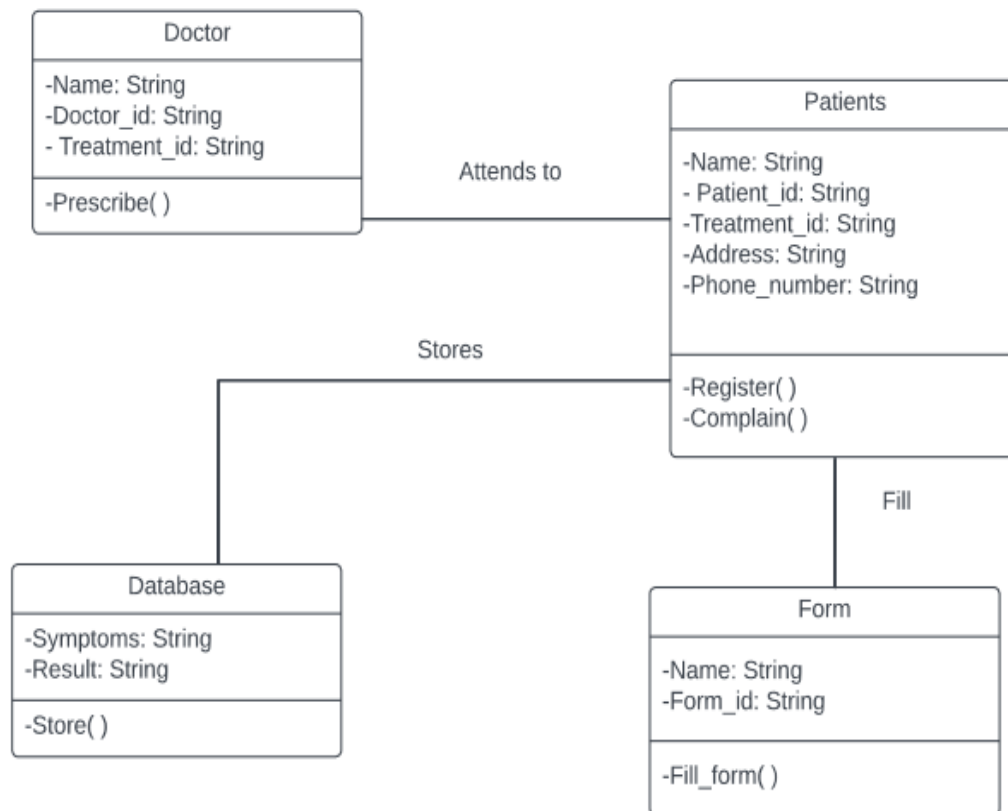 Doctor
-Name: String
-Doctor_id: String
- Treatment_id: String
-Prescribe( )
Attends to
Patients
-Name: String
- Patient_id: String
-Treatment_id: String
-Address: String
-Phone_number: String
-Register( )
-Complain( )
Stores
Fill
Database
-Symptoms: String
-Result: String
-Store( )
Form
-Name: String
-Form_id: String
-Fill_form( )